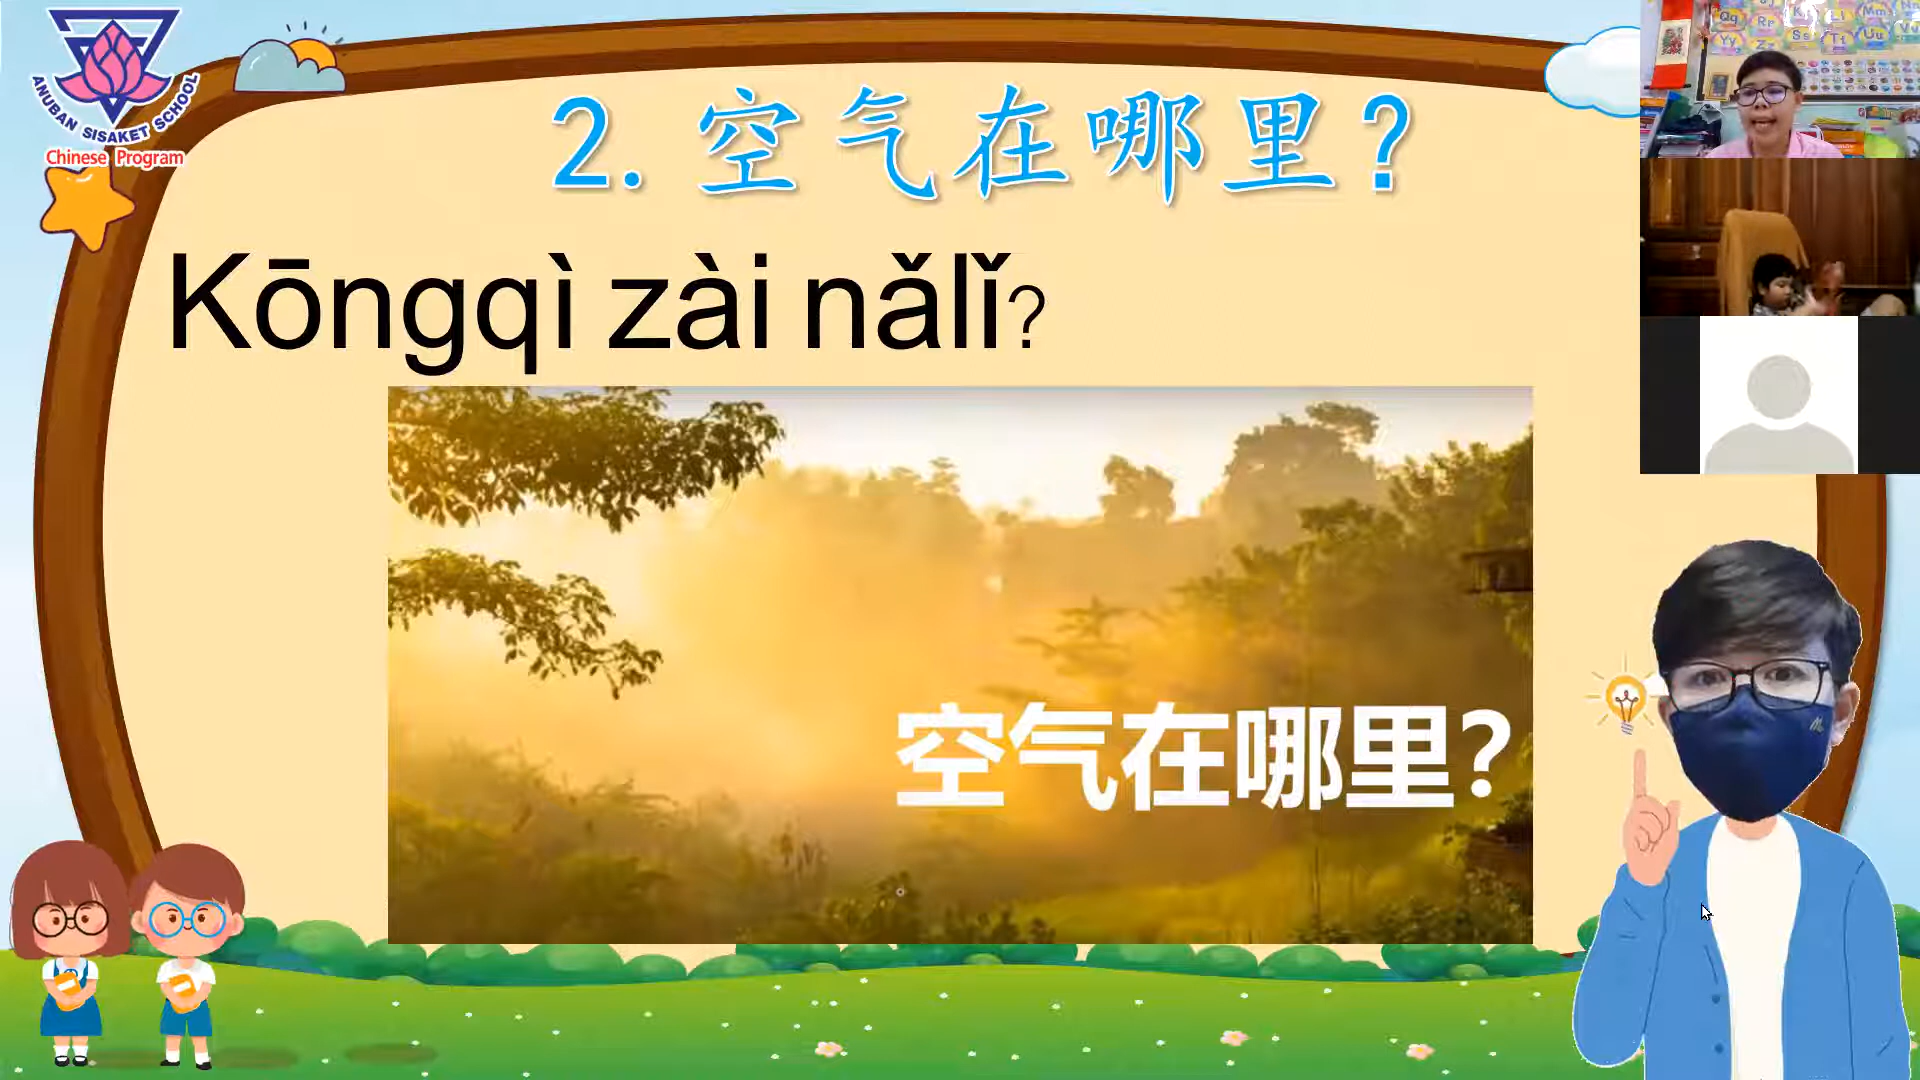 ANUBAN SISAKET SCHOOL
Chinese Program
2. 空气在哪里？
Kōngqì zài nǎlǐ?
空气在哪里?